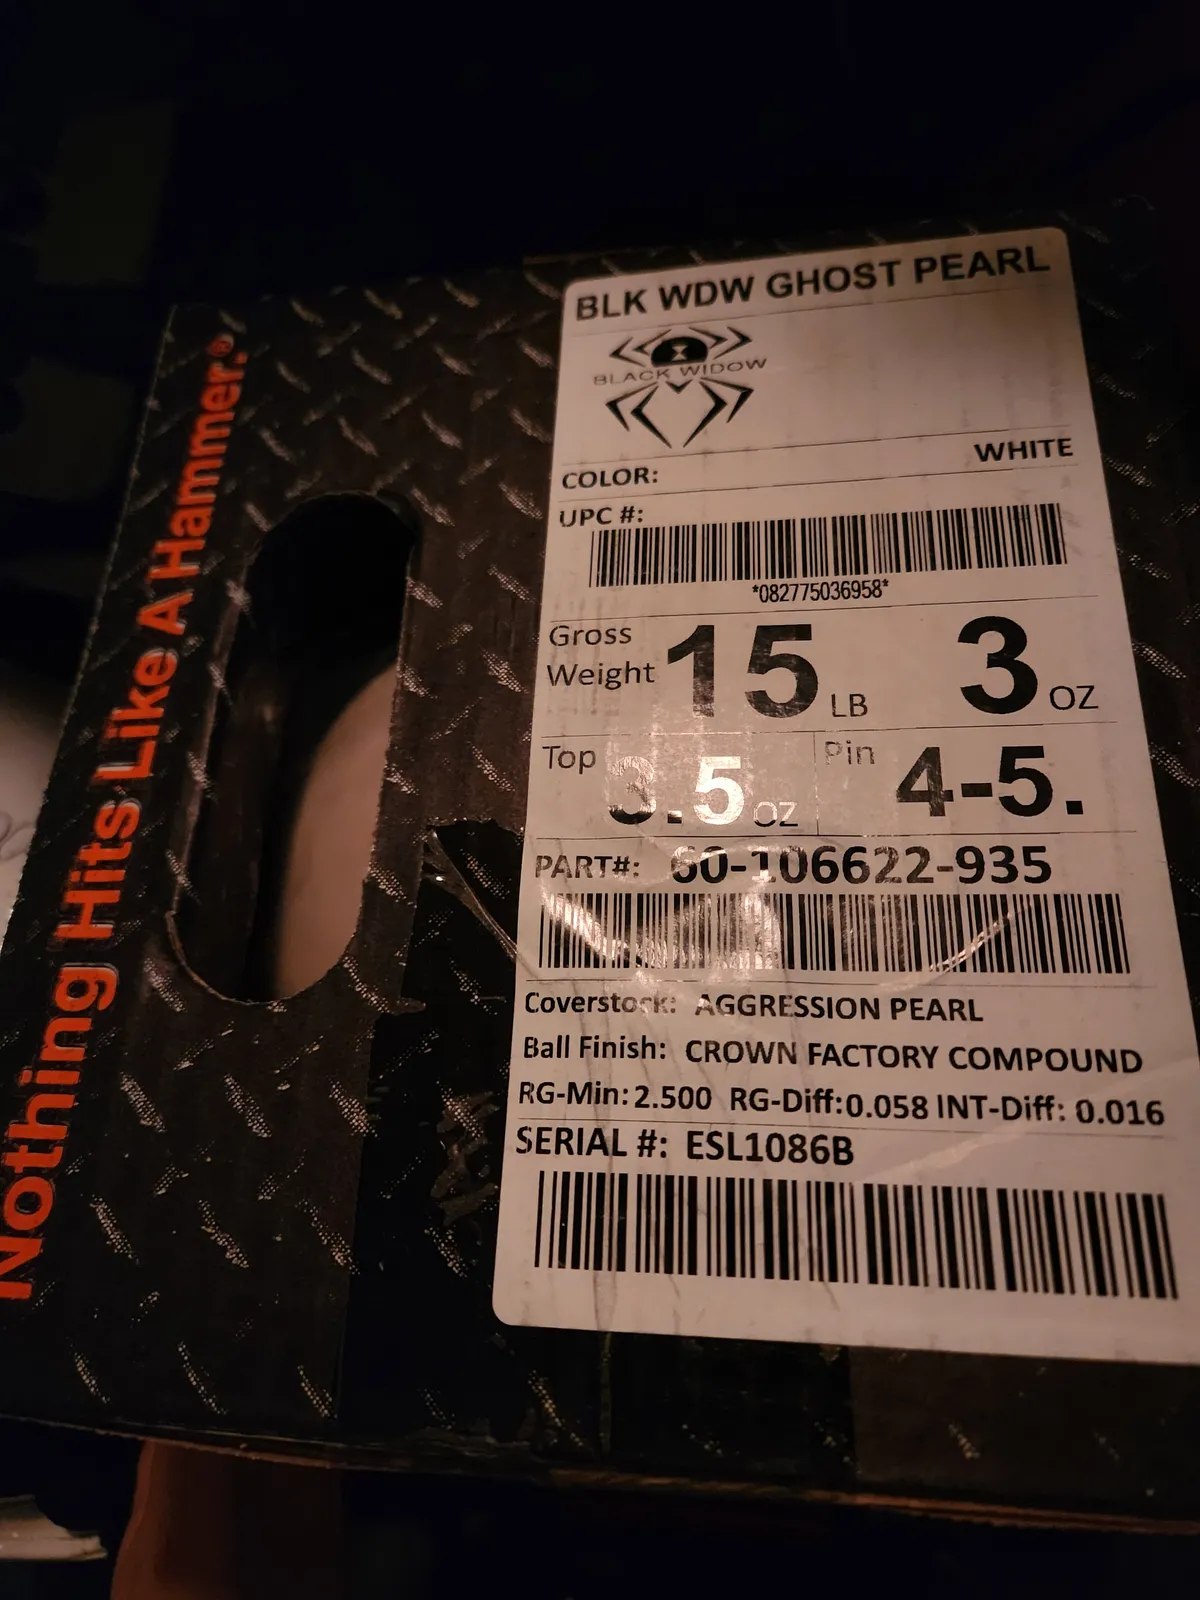 Nothing Hits Like A Hammer.®
BLK WDW GHOST PEARL
BLACK WIDOW
COLOR: WHITE
UPC #:
*082775036958*
Gross Weight 15 LB 3 OZ
Top 3.5 OZ Pin 4-5.
PART#: 60-106622-935
Coverstock: AGGRESSION PEARL
Ball Finish: CROWN FACTORY COMPOUND
RG-Min: 2.500 RG-Diff: 0.058 INT-Diff: 0.016
SERIAL #: ESL1086B